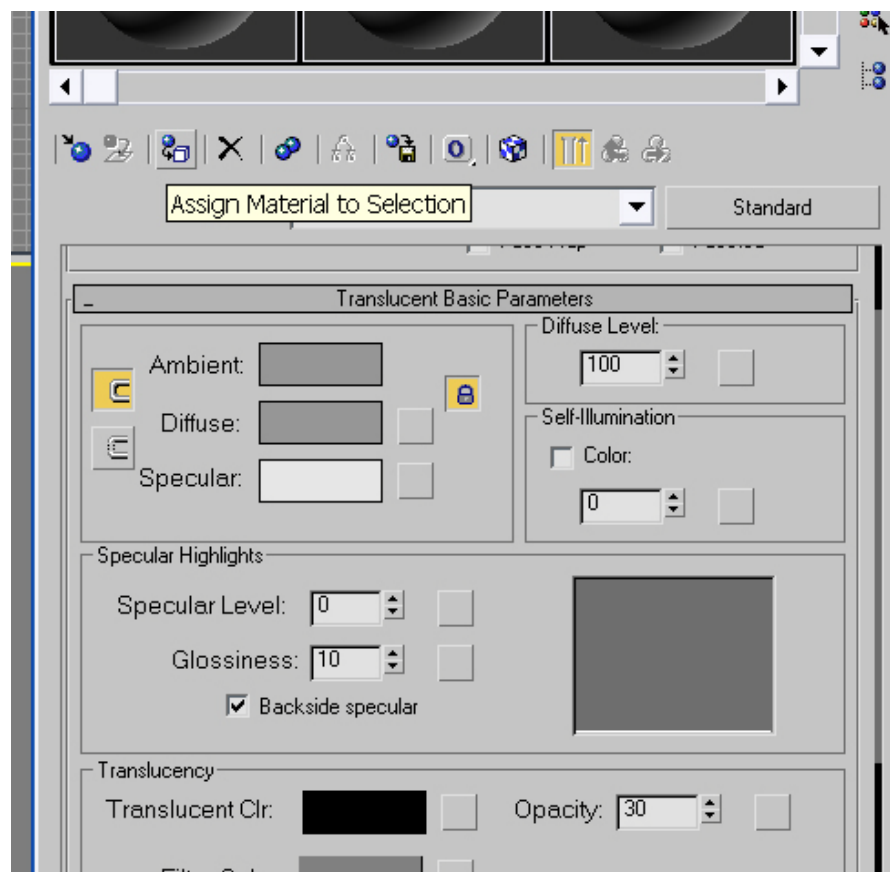 Assign Material to Selection
Standard
Translucent Basic Parameters
Ambient:
Diffuse:
Specular:
Diffuse Level:
100
Self-Illumination
Color:
0
Specular Highlights
Specular Level: 0
Glossiness: 10
Backside specular
Translucency
Translucent Clr:
Opacity: 30